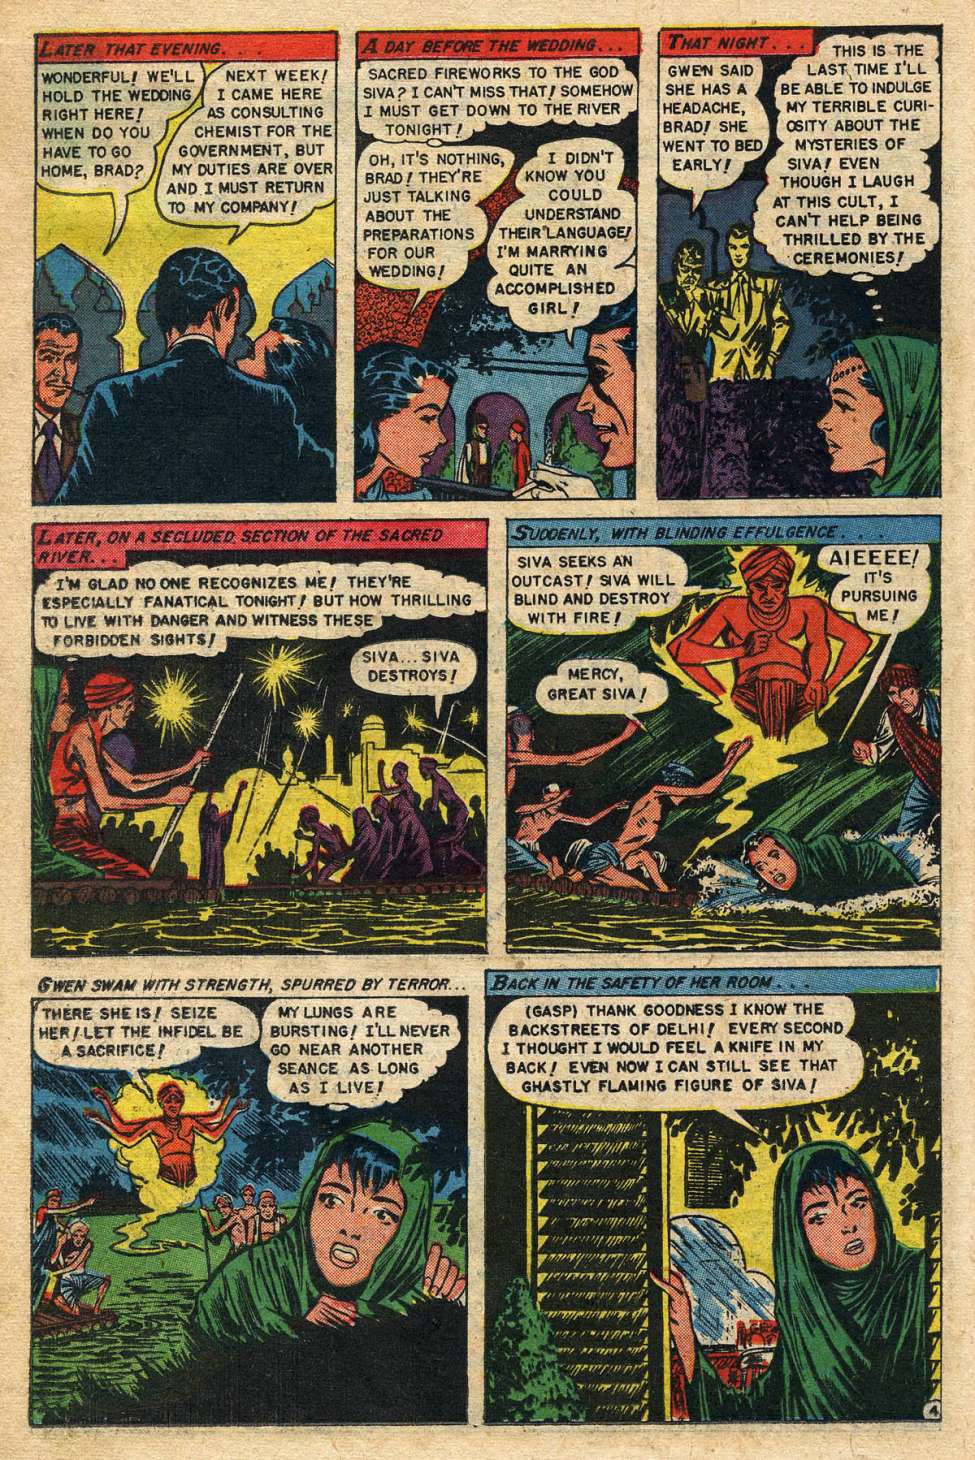 LATER THAT EVENING. . .
WONDERFUL! WE'LL
HOLD THE WEDDING
RIGHT HERE!
WHEN DO YOU
HAVE TO GO
HOME, BRAD?
NEXT WEEK!
I CAME HERE
AS CONSULTING
CHEMIST FOR THE
GOVERNMENT, BUT
MY DUTIES ARE OVER
AND I MUST RETURN
TO MY COMPANY!
A DAY BEFORE THE WEDDING...
SACRED FIREWORKS TO THE GOD
SIVA? I CAN'T MISS THAT! SOMEHOW
I MUST GET DOWN TO THE RIVER
TONIGHT!
OH, IT'S NOTHING,
BRAD! THEY'RE
JUST TALKING
ABOUT THE
PREPARATIONS
FOR OUR
WEDDING!
I DIDN'T
KNOW YOU
COULD
UNDERSTAND
THEIR LANGUAGE!
I'M MARRYING
QUITE AN
ACCOMPLISHED
GIRL!
THAT NIGHT . . .
GWEN SAID
SHE HAS A
HEADACHE,
BRAD! SHE
WENT TO BED
EARLY!
THIS IS THE
LAST TIME I'LL
BE ABLE TO INDULGE
MY TERRIBLE CURI-
OSITY ABOUT THE
MYSTERIES OF
SIVA! EVEN
THOUGH I LAUGH
AT THIS CULT, I
CAN'T HELP BEING
THRILLED BY THE
CEREMONIES!
LATER, ON A SECLUDED SECTION OF THE SACRED
RIVER...
I'M GLAD NO ONE RECOGNIZES ME! THEY'RE
ESPECIALLY FANATICAL TONIGHT! BUT HOW THRILLING
TO LIVE WITH DANGER AND WITNESS THESE
FORBIDDEN SIGHTS!
SIVA...SIVA
DESTROYS!
SUDDENLY, WITH BLINDING EFFULGENCE. . . .
SIVA SEEKS AN
OUTCAST! SIVA WILL
BLIND AND DESTROY
WITH FIRE!
MERCY,
GREAT SIVA!
AIEEEE!
IT'S
PURSUING
ME!
GWEN SWAM WITH STRENGTH, SPURRED BY TERROR...
THERE SHE IS! SEIZE
HER! LET THE INFIDEL BE
A SACRIFICE!
MY LUNGS ARE
BURSTING! I'LL NEVER
GO NEAR ANOTHER
SEANCE AS LONG
AS I LIVE!
BACK IN THE SAFETY OF HER ROOM. . . .
(GASP) THANK GOODNESS I KNOW THE
BACKSTREETS OF DELHI! EVERY SECOND
I THOUGHT I WOULD FEEL A KNIFE IN MY
BACK! EVEN NOW I CAN STILL SEE THAT
GHASTLY FLAMING FIGURE OF SIVA!
4